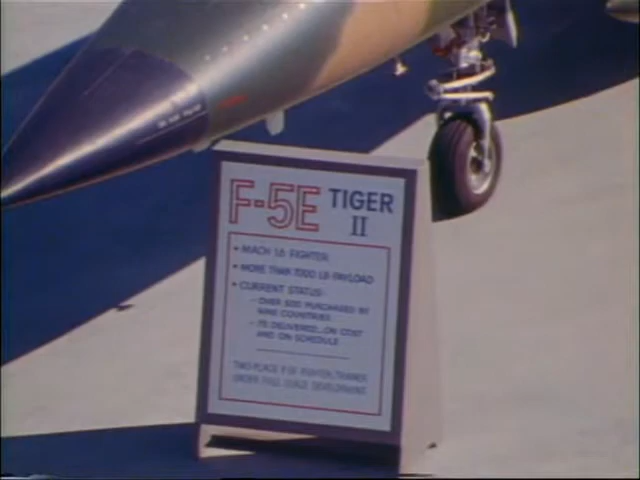 F-5E TIGER II
• MACH 1.6 FIGHTER
• MORE THAN 7000 LB PAYLOAD
• CURRENT STATUS:
- OVER 500 PURCHASED BY
NINE COUNTRIES
- 75 DELIVERED...ON COST
AND ON SCHEDULE
TWO-PLACE F-5F FIGHTER/TRAINER
UNDER FULL SCALE DEVELOPMENT